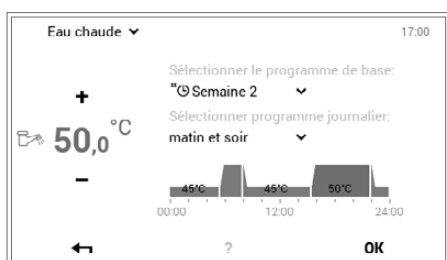 Eau chaude
17:00
Sélectionner le programme de base:
"Semaine 2
Sélectionner programme journalier:
matin et soir
+
50,0°C
−
45°C 45°C 50°C
00:00 12:00 24:00
? OK